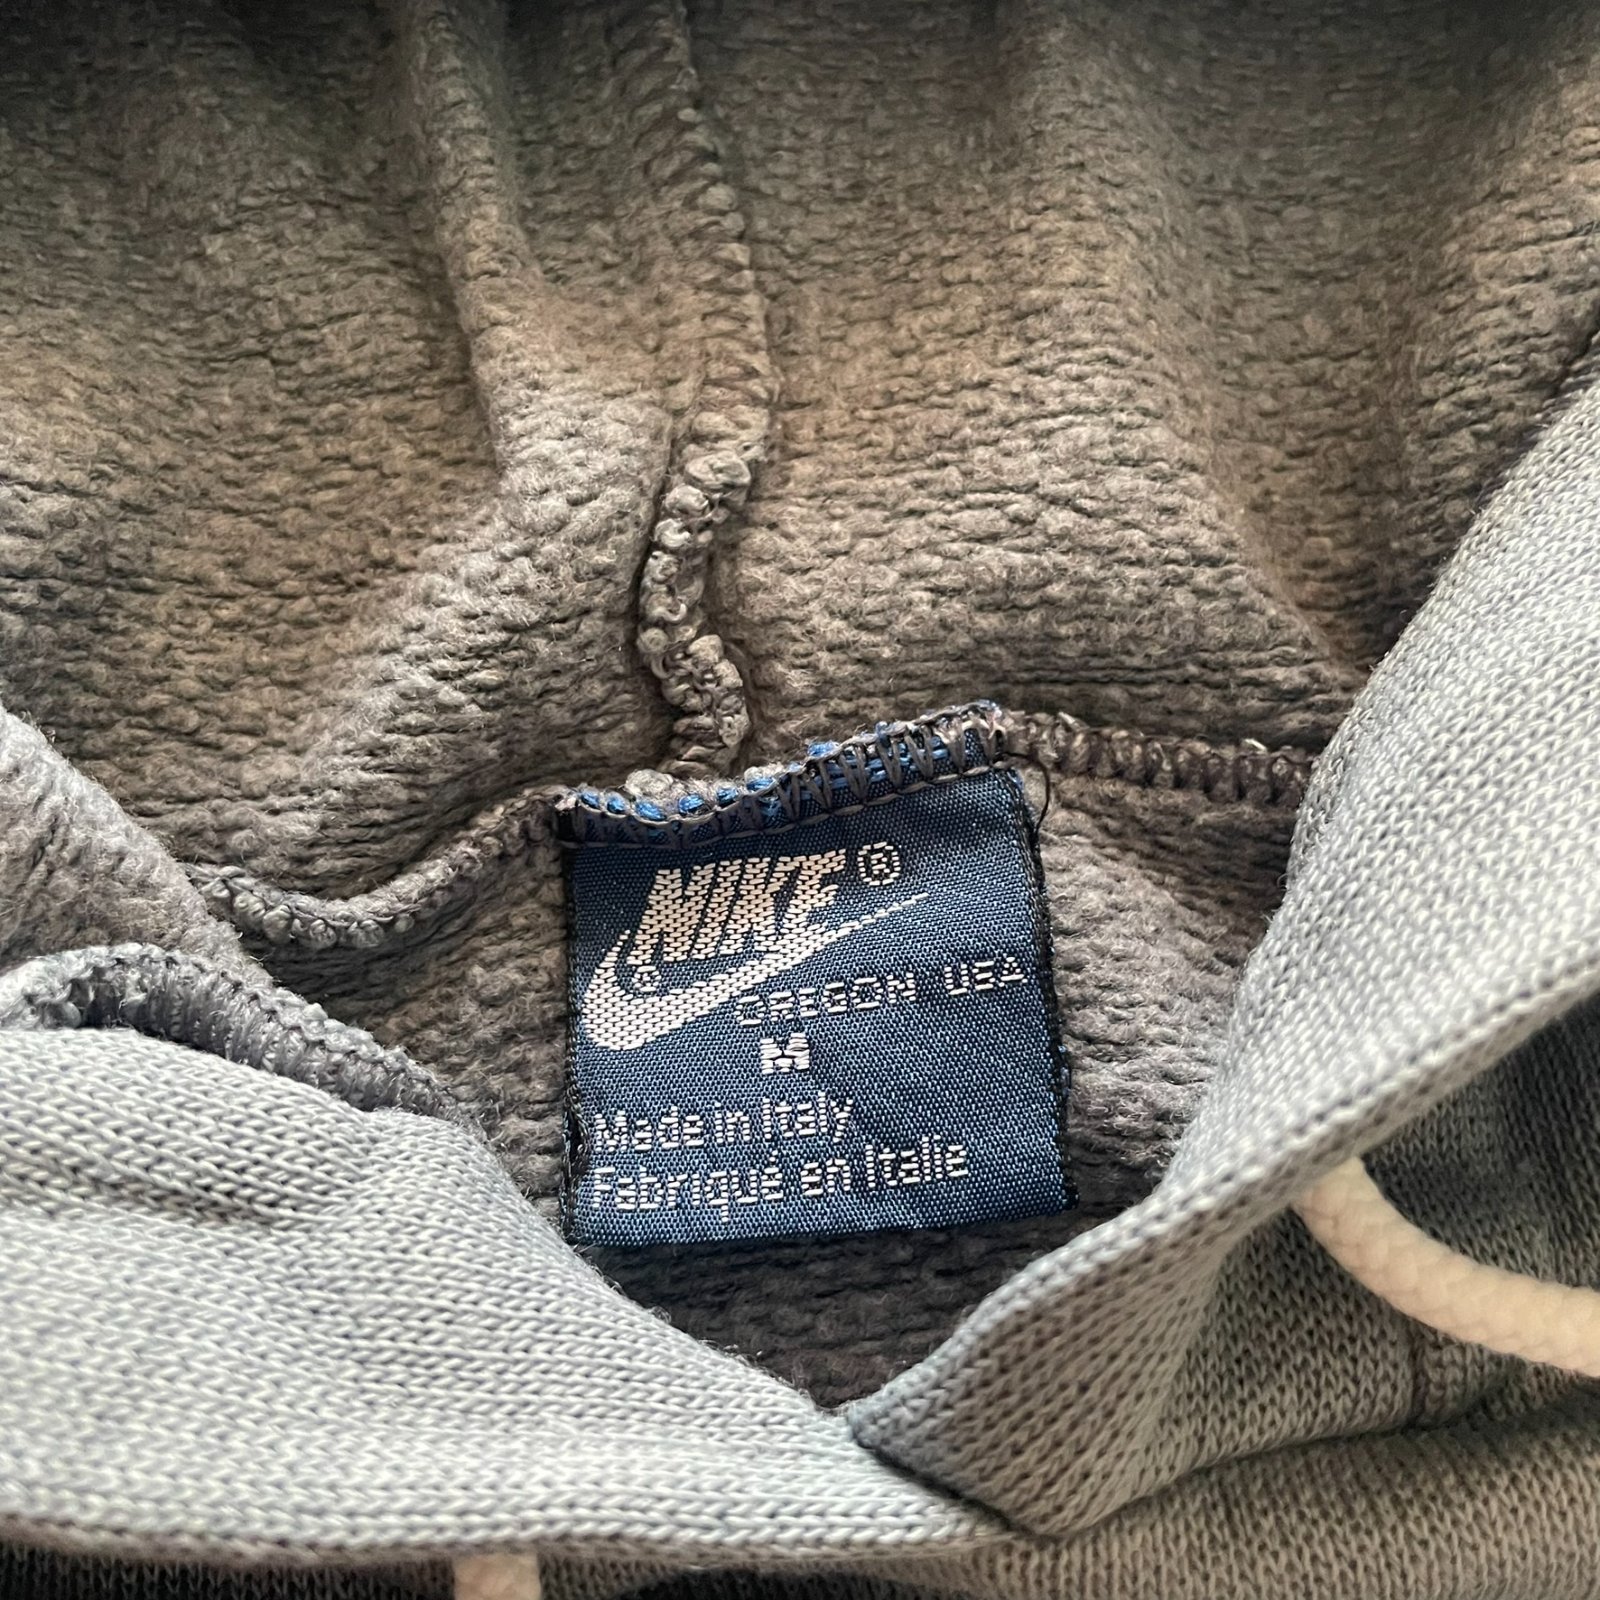 NIKE®
OREGON USA
M
Made in Italy
Fabriqué en Italie